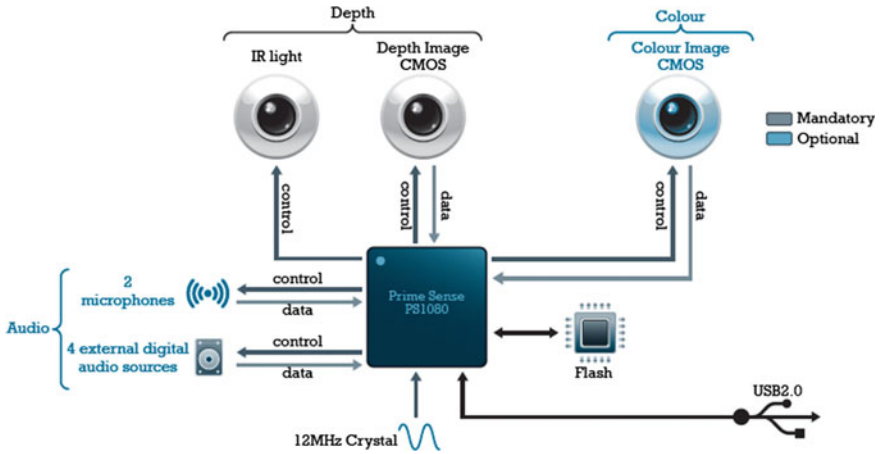 Depth
Colour
IR light
Depth Image
CMOS
Colour Image
CMOS
Mandatory
Optional
control
control
data
control
data
2
microphones
control
data
Audio
4 external digital
audio sources
control
data
Prime Sense
PS1080
Flash
USB2.0
12MHz Crystal